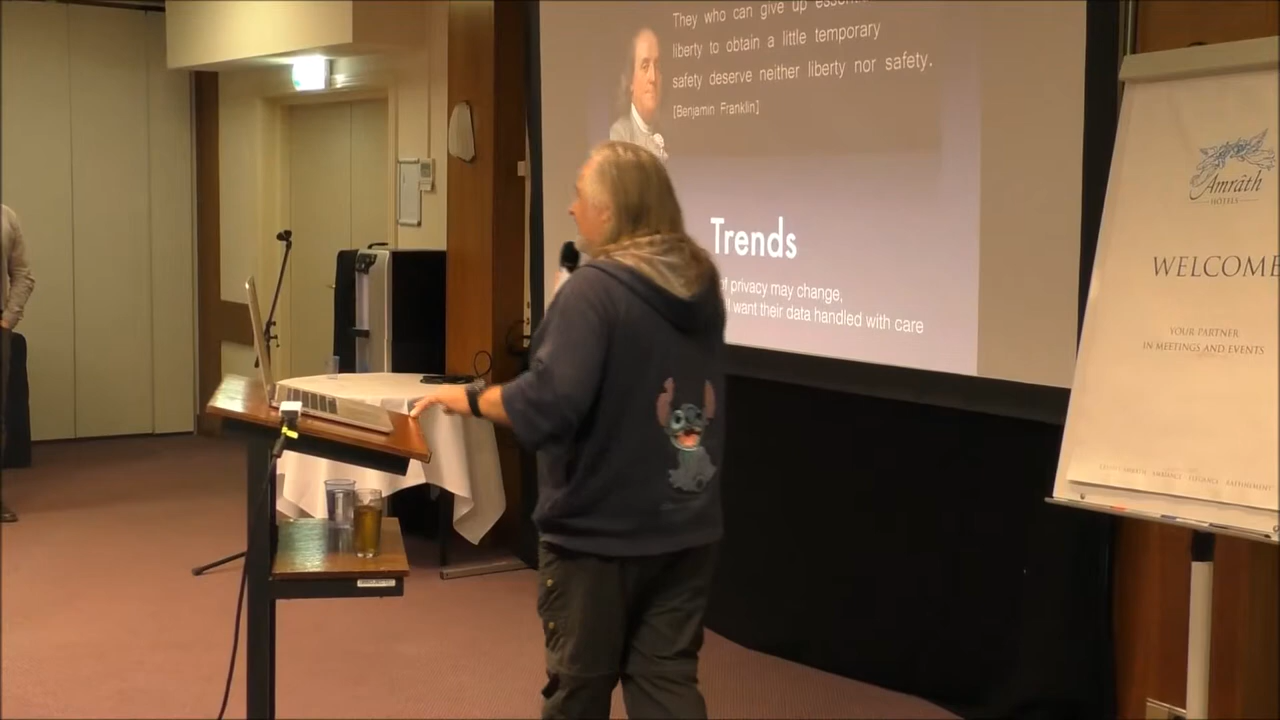 They who can give up
liberty to obtain a little temporary
safety deserve neither liberty nor safety.
[Benjamin Franklin]
Trends
of privacy may change,
want their data handled with care
Amrâth
HOTELS
WELCOME
YOUR PARTNER
IN MEETINGS AND EVENTS